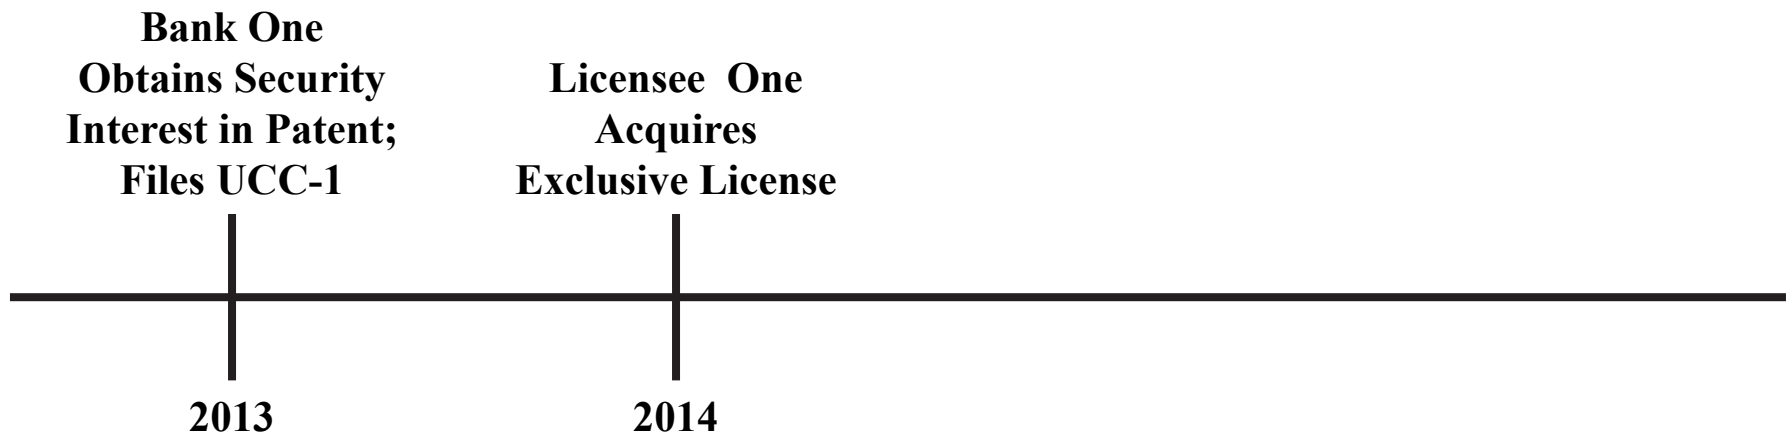 Bank One
Obtains Security
Interest in Patent;
Files UCC-1
Licensee One
Acquires
Exclusive License
2013
2014